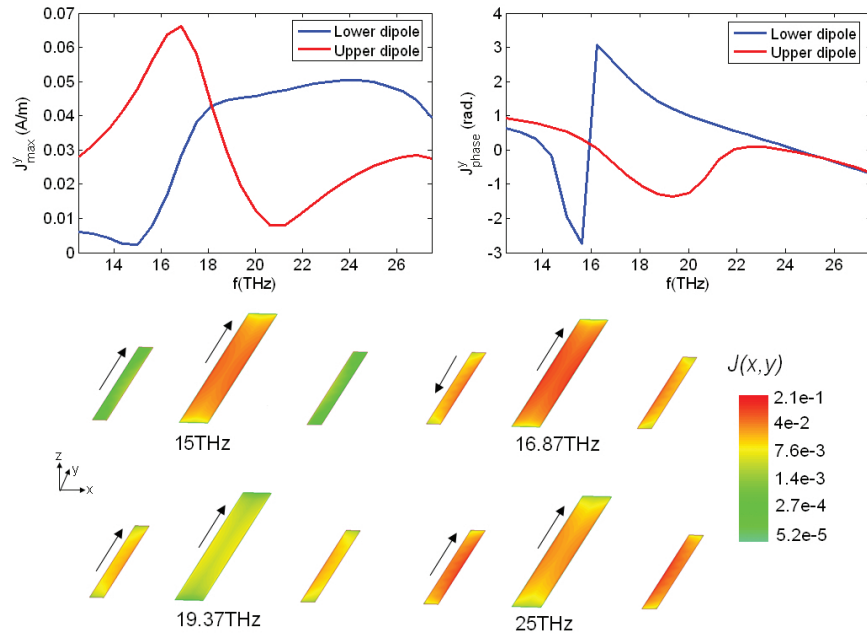 0.07
0.06
0.05
0.04
0.03
0.02
0.01
0
J^y_max (A/m)
14 16 18 20 22 24 26
f(THz)
Lower dipole
Upper dipole
4
3
2
1
0
-1
-2
-3
J^y_phase (rad.)
14 16 18 20 22 24 26
f(THz)
Lower dipole
Upper dipole
15THz
16.87THz
J(x,y)
2.1e-1
4e-2
7.6e-3
1.4e-3
2.7e-4
5.2e-5
z
y
x
19.37THz
25THz